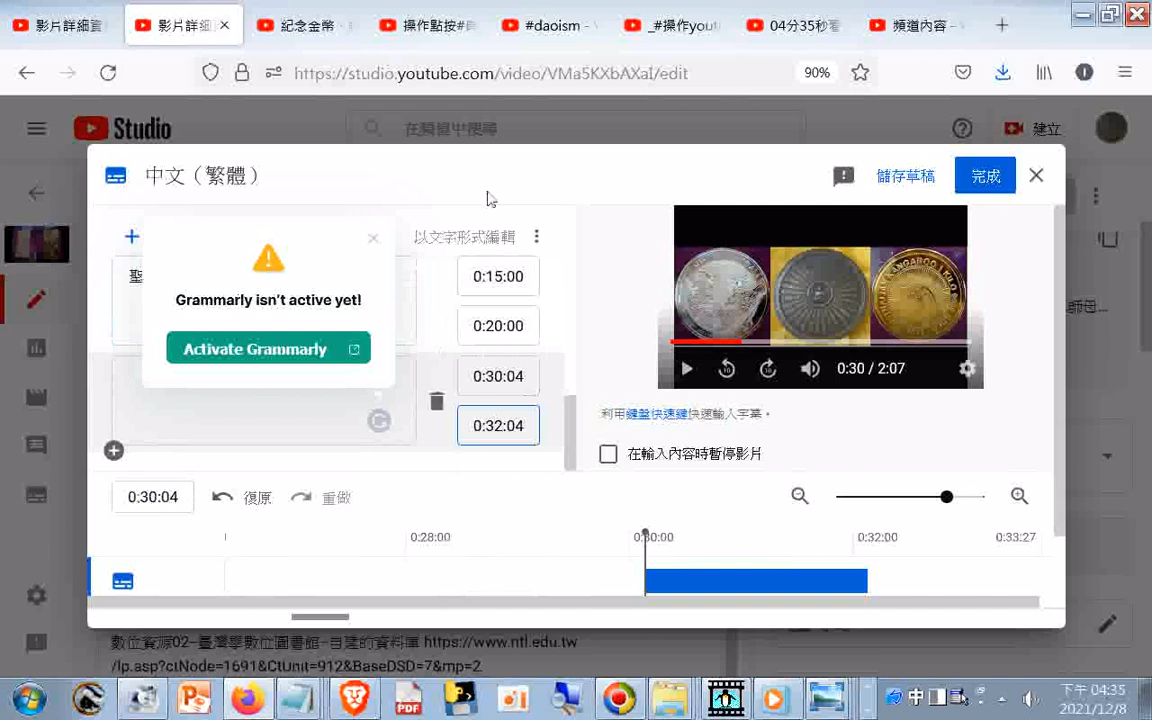 影片詳細資
影片詳細
紀念金幣 -
操作點按#
#daoism -
_#操作yout
04分35秒看
頻道內容 -
https://studio.youtube.com/video/VMa5KXbAXaI/edit
90%
Studio
在頻道中搜尋
建立
中文（繁體）
儲存草稿
完成
以文字形式編輯
聖
Grammarly isn't active yet!
Activate Grammarly
0:15:00
0:20:00
0:30:04
0:32:04
KANGAROO 1 KILO
0:30 / 2:07
利用鍵盤快速鍵快速輸入字幕。
在輸入內容時暫停影片
師母...
0:30:04
復原
重做
0:28:00
0:30:00
0:32:00
0:33:27
數位資源02-臺灣學數位圖書館-自建的資料庫 https://www.ntl.edu.tw
/lp.asp?ctNode=1691&CtUnit=912&BaseDSD=7&mp=2
PDF
中
下午 04:35
2021/12/8